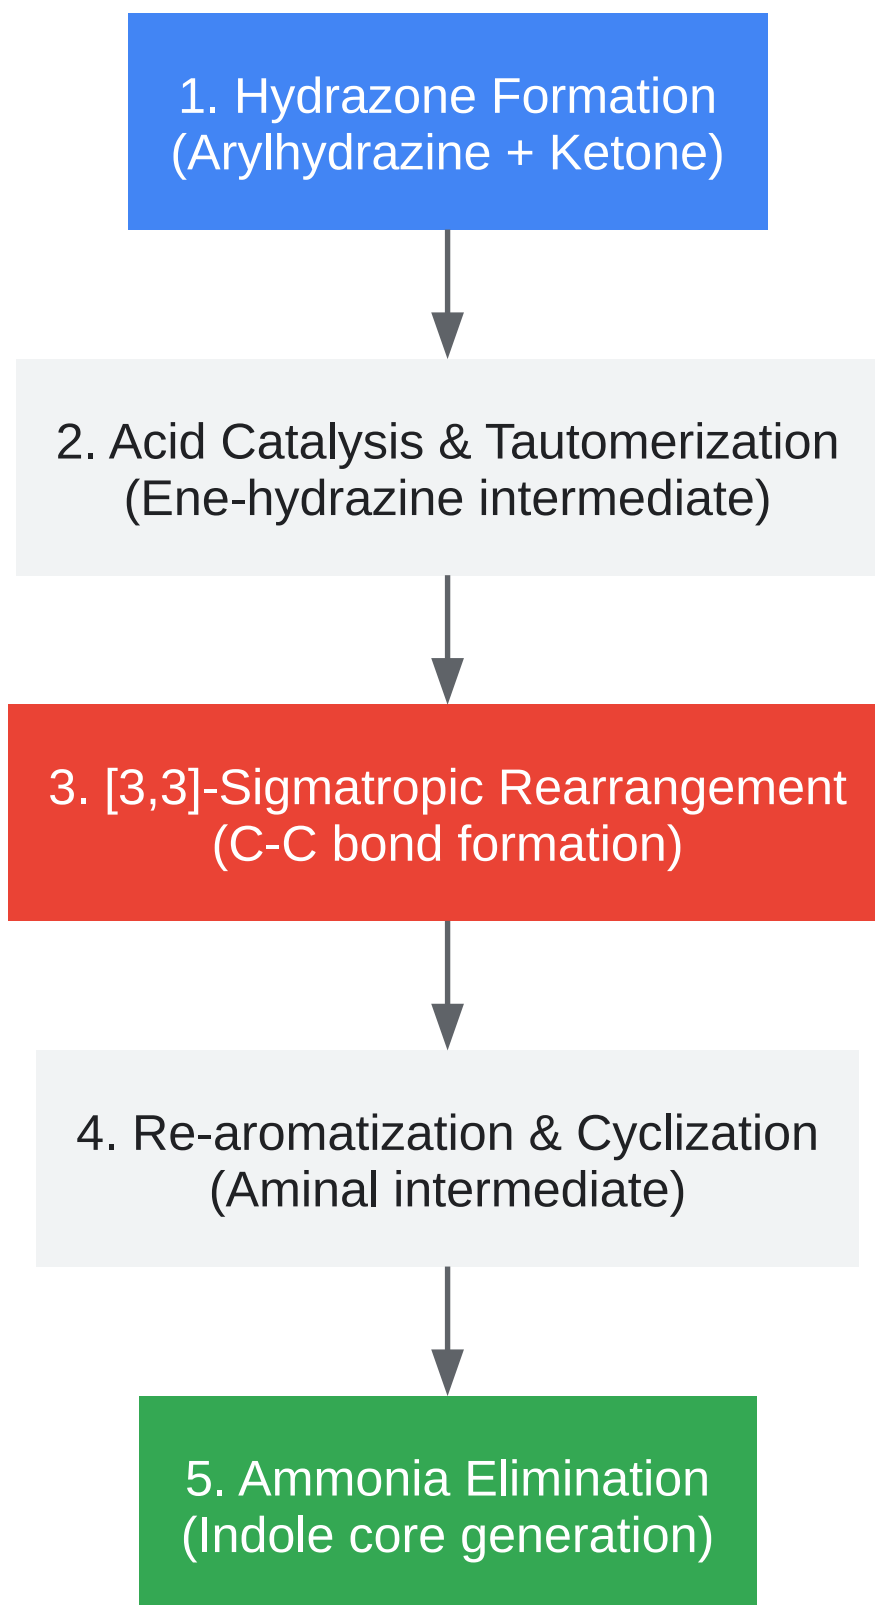 1. Hydrazone Formation
(Arylhydrazine + Ketone)
2. Acid Catalysis & Tautomerization
(Ene-hydrazine intermediate)
3. [3,3]-Sigmatropic Rearrangement
(C-C bond formation)
4. Re-aromatization & Cyclization
(Aminal intermediate)
5. Ammonia Elimination
(Indole core generation)